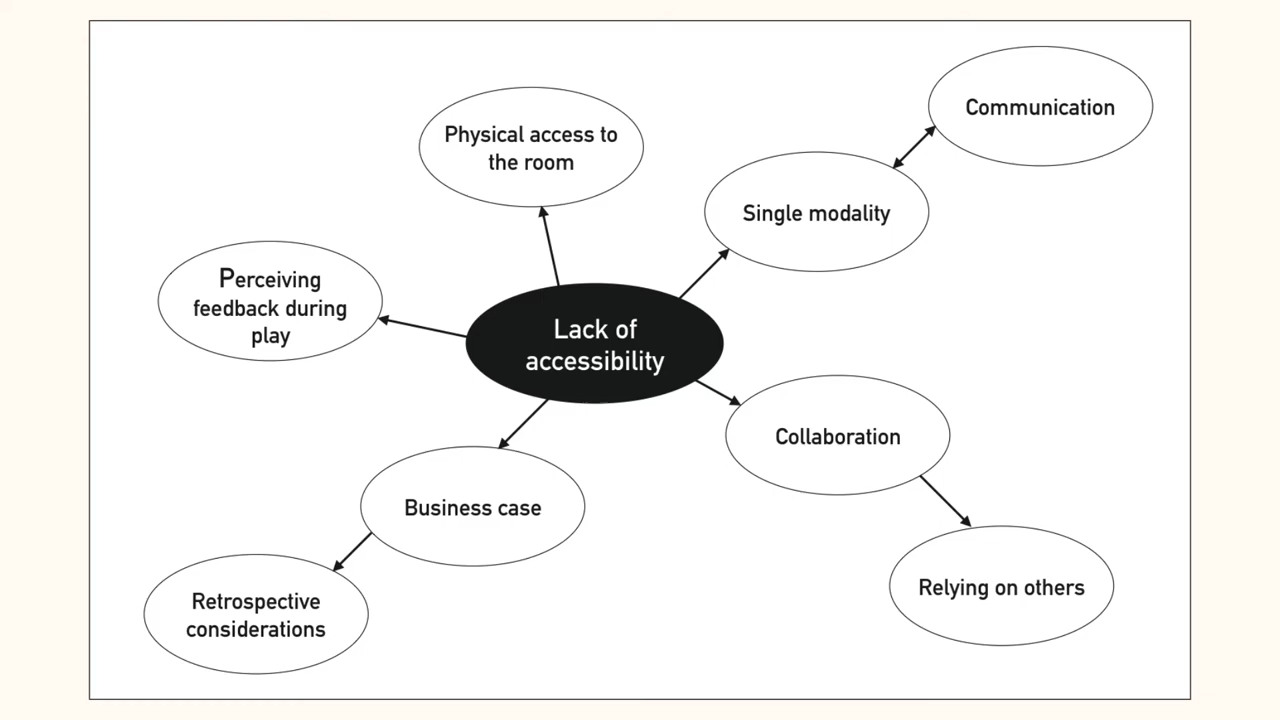 Communication
Physical access to
the room
Single modality
Perceiving
feedback during
play
Lack of
accessibility
Collaboration
Business case
Relying on others
Retrospective
considerations